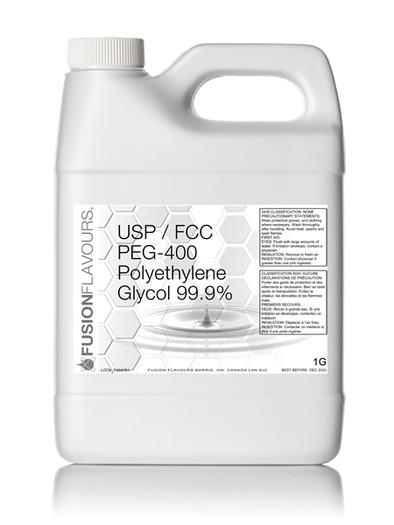 FUSIONFLAVOURS®
USP / FCC
PEG-400
Polyethylene
Glycol 99.9%
GHS CLASSIFICATION: NONE
PRECAUTIONARY STATEMENTS:
Wear protective gloves, and clothing
where necessary. Wash thoroughly
after handling. Avoid heat, sparks and
open flames.
FIRST AID:
EYES: Flush with large amounts of
water. If irritation develops, contact a
physician.
INHALATION: Remove to fresh air.
INGESTION: Contact physician if
greater than one pint ingested.
CLASSIFICATION SGH: AUCUNE
DÉCLARATIONS DE PRÉCAUTION:
Porter des gants de protection et des
vêtements si nécessaire. Bien se laver
après la manipulation. Évitez la
chaleur, les étincelles et les flammes
nues.
PREMIERS SECOURS:
YEUX: Rincer à grande eau. Si une
irritation se développe, contactez un
médecin.
INHALATION: Déplacer à l'air frais.
INGESTION: Contacter un médecin si
plus d'une pinte ingérée.
1G
LOT#: P454761
FUSION FLAVOURS BARRIE, ON, CANADA L4N 9J2
BEST BEFORE: DEC 2020